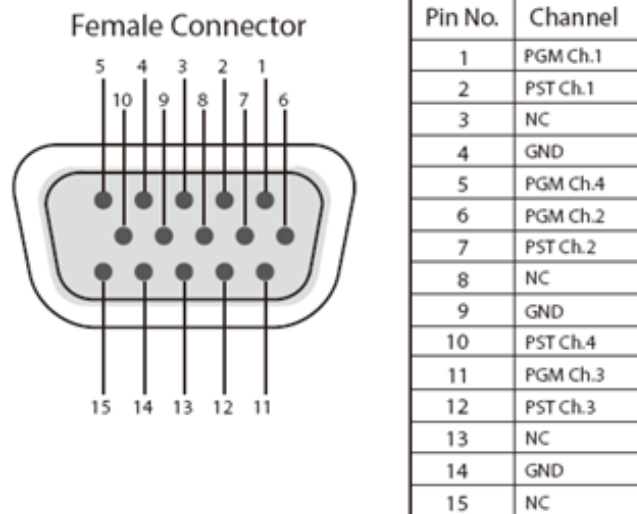 Female Connector
5 4 3 2 1
10 9 8 7 6
15 14 13 12 11
Pin No. Channel
1 PGM Ch.1
2 PST Ch.1
3 NC
4 GND
5 PGM Ch.4
6 PGM Ch.2
7 PST Ch.2
8 NC
9 GND
10 PST Ch.4
11 PGM Ch.3
12 PST Ch.3
13 NC
14 GND
15 NC